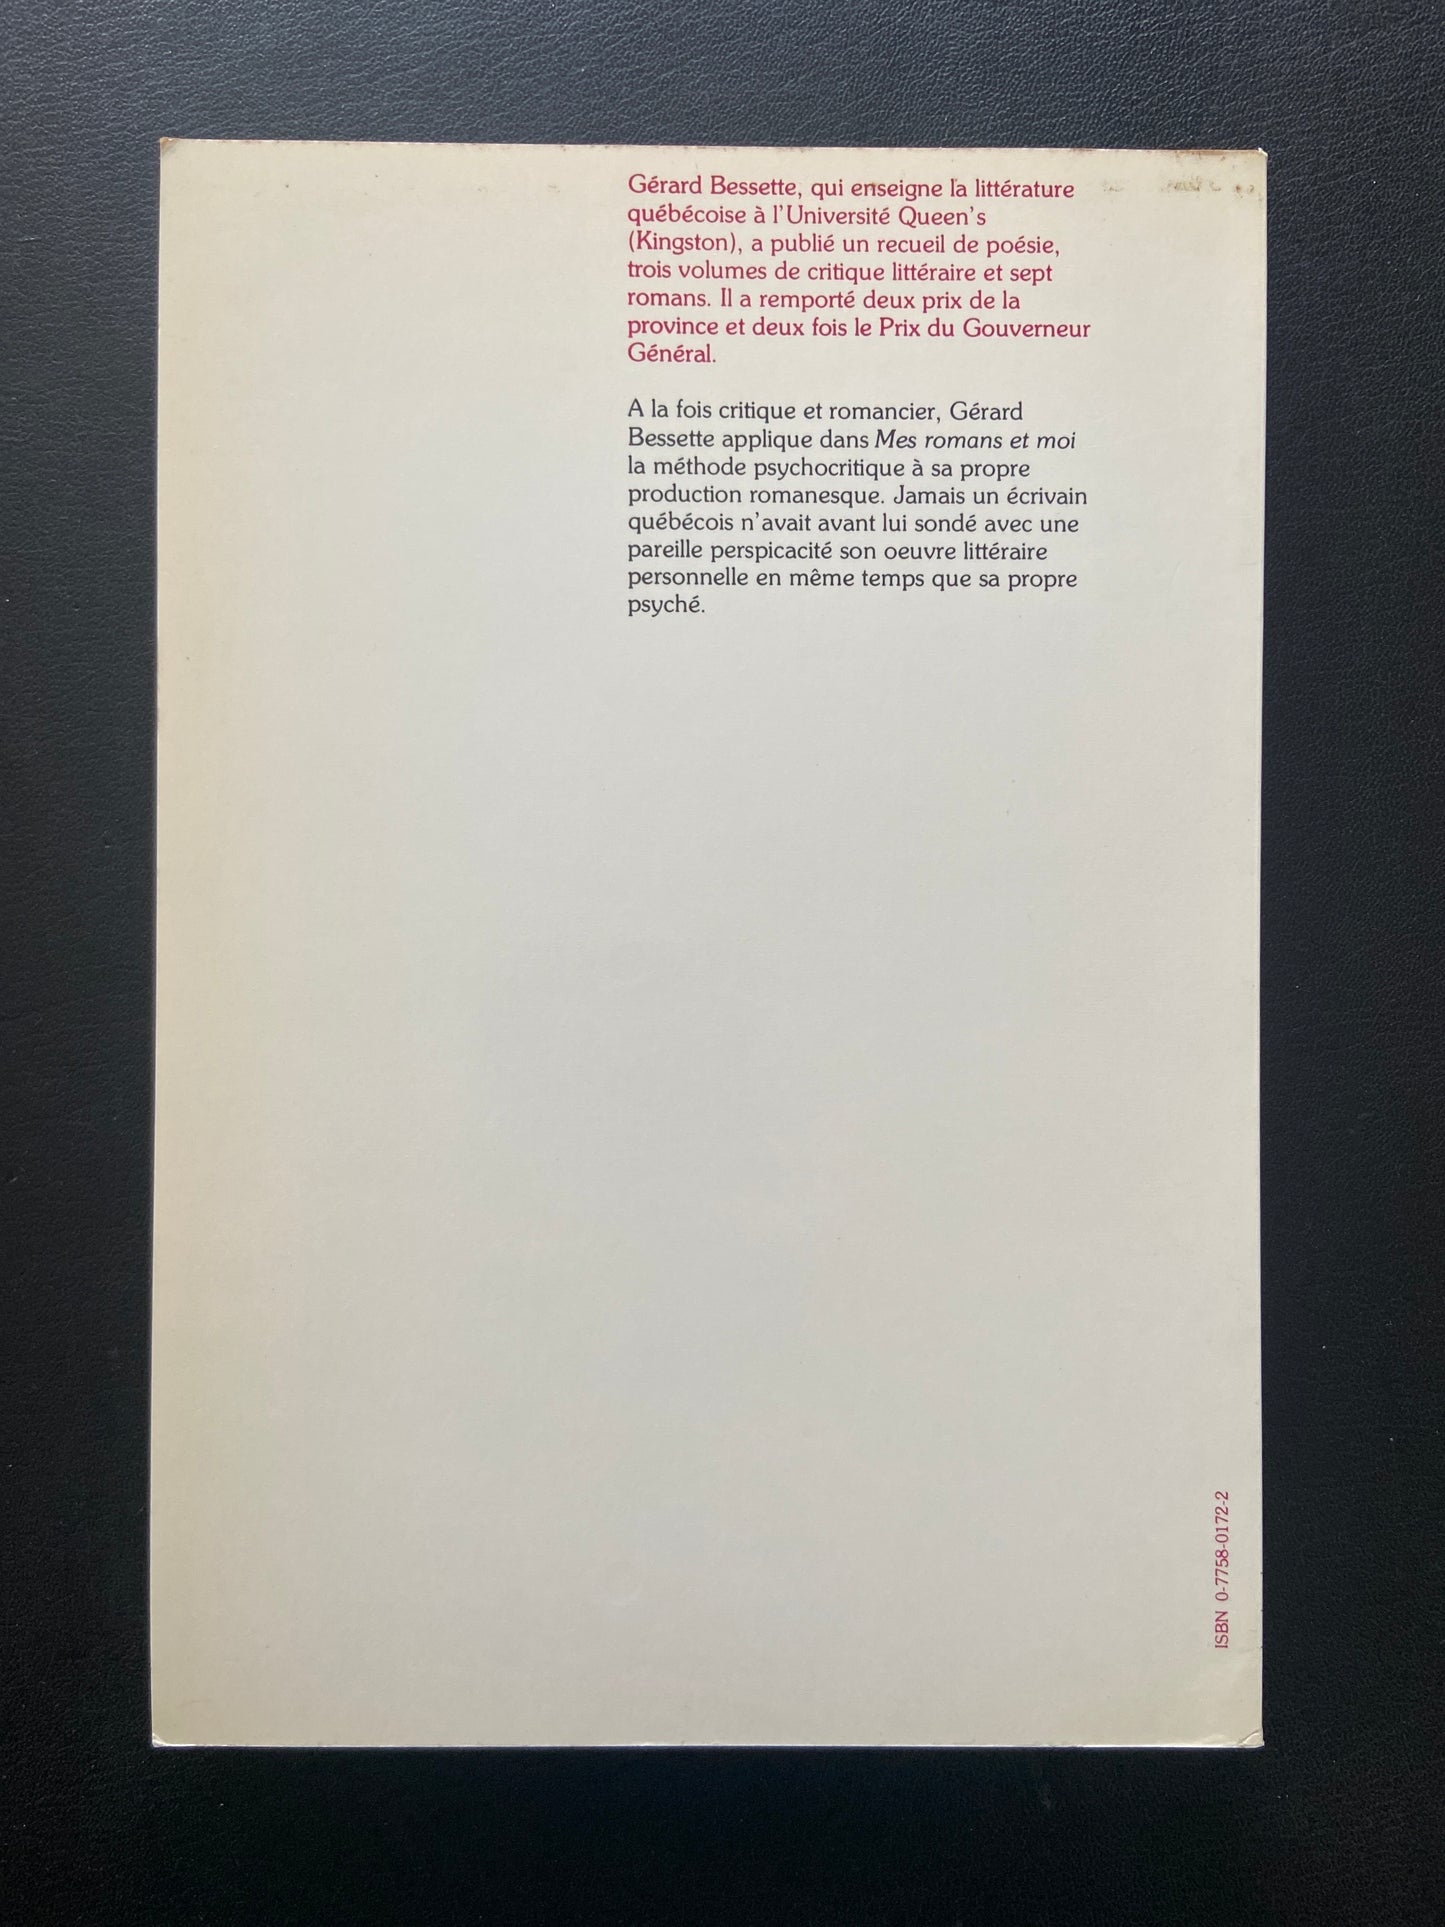 Gérard Bessette, qui enseigne la littérature
québécoise à l'Université Queen's
(Kingston), a publié un recueil de poésie,
trois volumes de critique littéraire et sept
romans. Il a remporté deux prix de la
province et deux fois le Prix du Gouverneur
Général.
A la fois critique et romancier, Gérard
Bessette applique dans Mes romans et moi
la méthode psychocritique à sa propre
production romanesque. Jamais un écrivain
québécois n'avait avant lui sondé avec une
pareille perspicacité son oeuvre littéraire
personnelle en même temps que sa propre
psyché.
ISBN 0-7758-0172-2